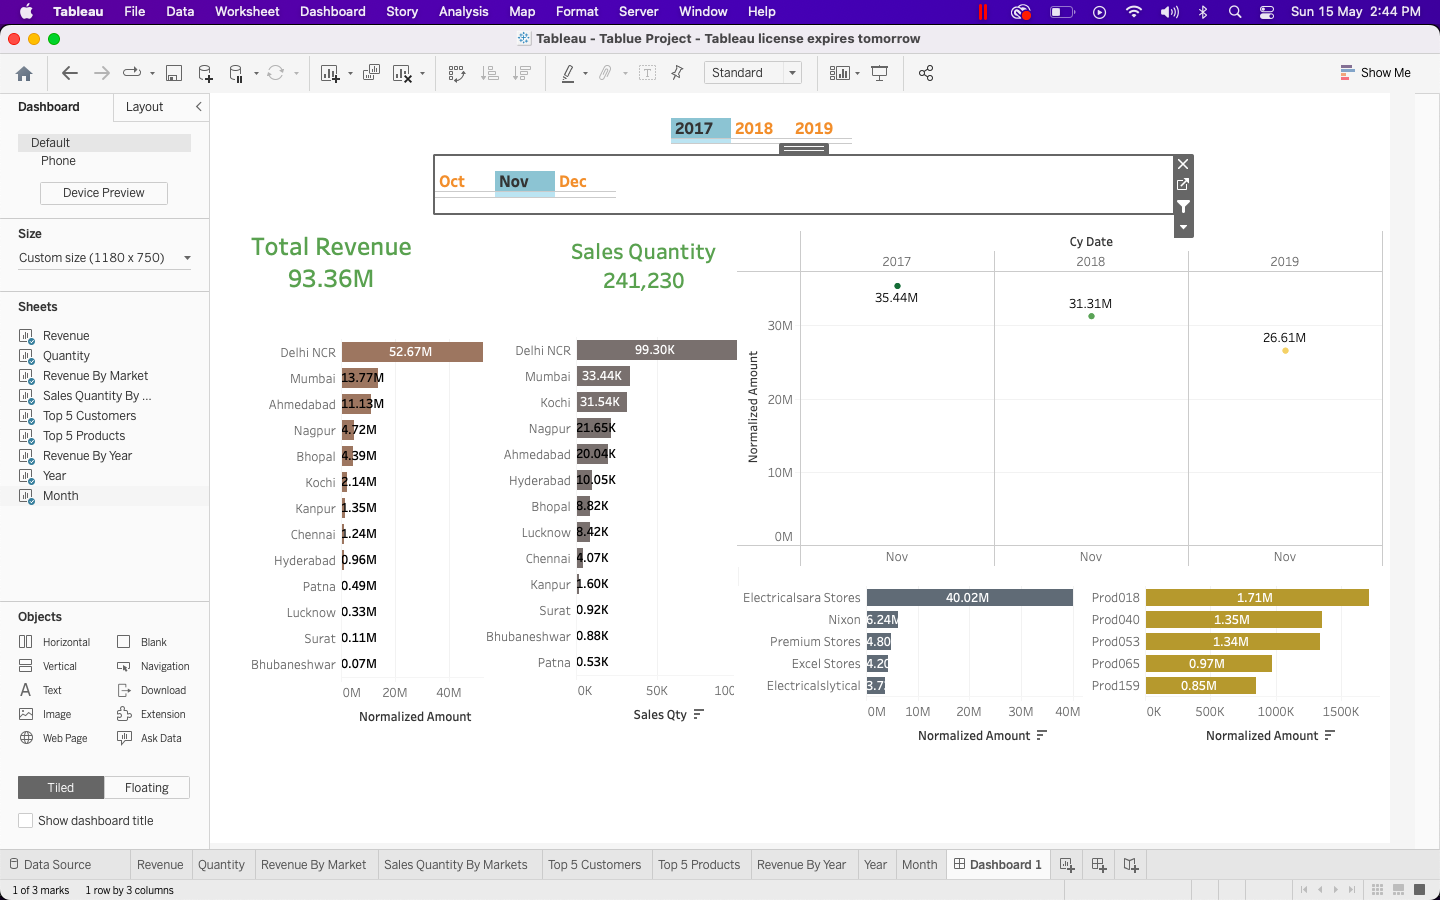 Tableau File Data Worksheet Dashboard Story Analysis Map Format Server Window Help Sun 15 May 2:44 PM
Tableau - Tablue Project - Tableau license expires tomorrow
Standard Show Me
Dashboard Layout
Default
Phone
Device Preview
Size
Custom size (1180 x 750)
Sheets
Revenue
Quantity
Revenue By Market
Sales Quantity By ...
Top 5 Customers
Top 5 Products
Revenue By Year
Year
Month
Objects
Horizontal Blank
Vertical Navigation
Text Download
Image Extension
Web Page Ask Data
Tiled Floating
Show dashboard title
2017 2018 2019
Oct Nov Dec
Total Revenue
93.36M
Sales Quantity
241,230
Delhi NCR 52.67M
Mumbai 13.77M
Ahmedabad 11.13M
Nagpur 4.72M
Bhopal 4.39M
Kochi 2.14M
Kanpur 1.35M
Chennai 1.24M
Hyderabad 0.96M
Patna 0.49M
Lucknow 0.33M
Surat 0.11M
Bhubaneshwar 0.07M
0M 20M 40M
Normalized Amount
Delhi NCR 99.30K
Mumbai 33.44K
Kochi 31.54K
Nagpur 21.65K
Ahmedabad 20.04K
Hyderabad 10.05K
Bhopal 8.82K
Lucknow 8.42K
Chennai 4.07K
Kanpur 1.60K
Surat 0.92K
Bhubaneshwar 0.88K
Patna 0.53K
0K 50K 100
Sales Qty
Cy Date
2017 2018 2019
35.44M
31.31M
26.61M
30M
20M
10M
0M
Normalized Amount
Nov Nov Nov
Electricalsara Stores 40.02M
Nixon 6.24M
Premium Stores 4.80
Excel Stores 4.20
Electricalslytical 3.7
0M 10M 20M 30M 40M
Normalized Amount
Prod018 1.71M
Prod040 1.35M
Prod053 1.34M
Prod065 0.97M
Prod159 0.85M
0K 500K 1000K 1500K
Normalized Amount
Data Source Revenue Quantity Revenue By Market Sales Quantity By Markets Top 5 Customers Top 5 Products Revenue By Year Year Month Dashboard 1
1 of 3 marks 1 row by 3 columns